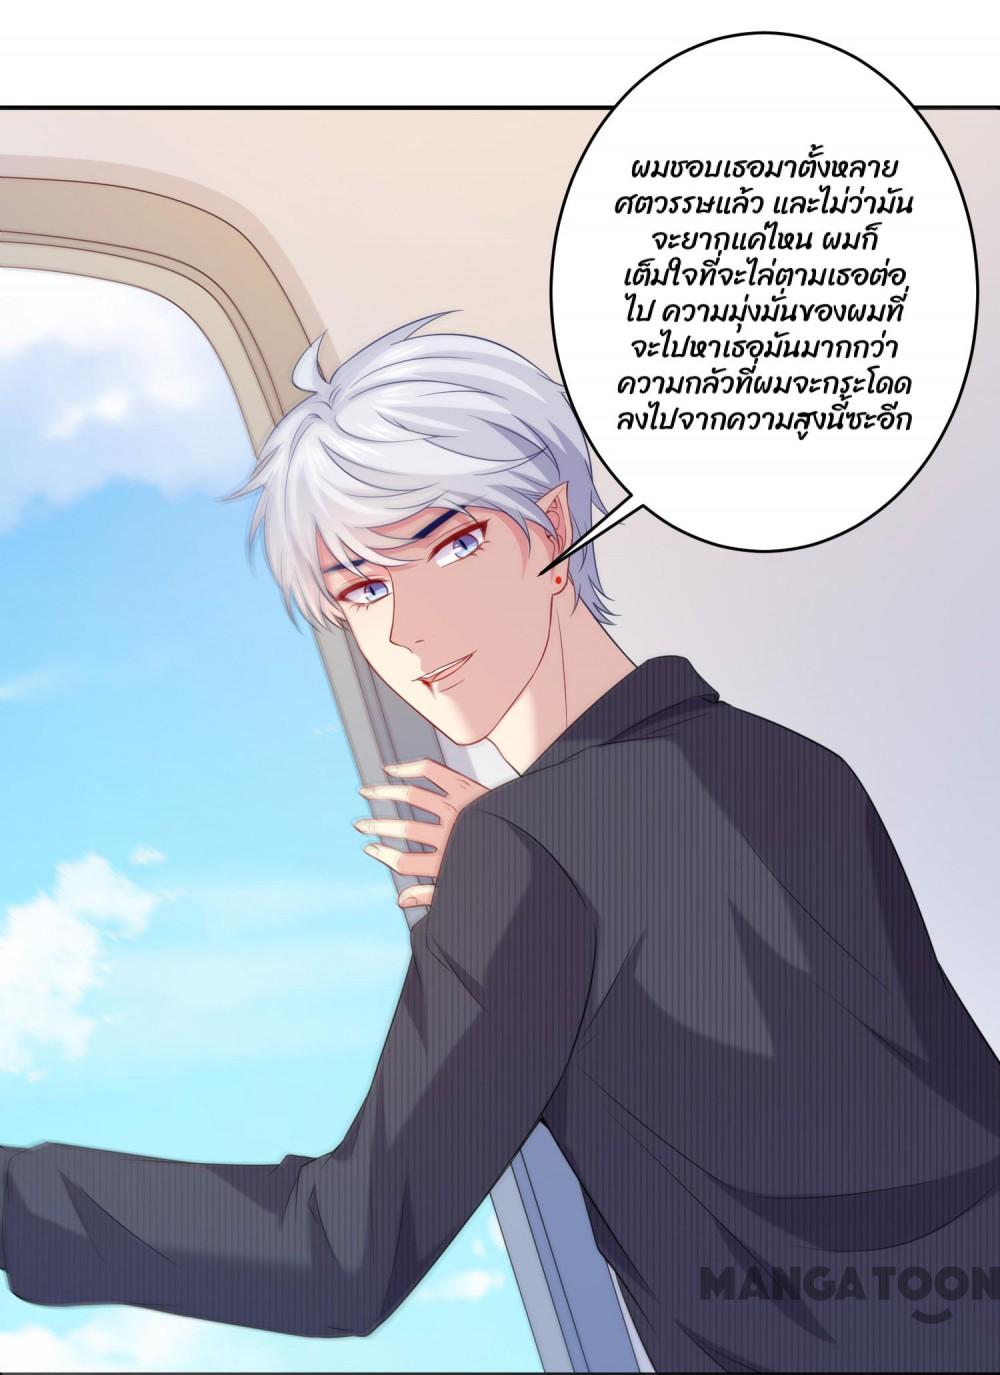 ผมชอบเธอมาตั้งหลาย
ศตวรรษแล้ว และไม่ว่ามัน
จะยากแค่ไหน ผมก็
เต็มใจที่จะไล่ตามเธอต่อ
ไป ความมุ่งมั่นของผมที่
จะไปหาเธอมันมากกว่า
ความกลัวที่ผมจะกระโดด
ลงไปจากความสูงนี้ซะอีก
MANGATOON